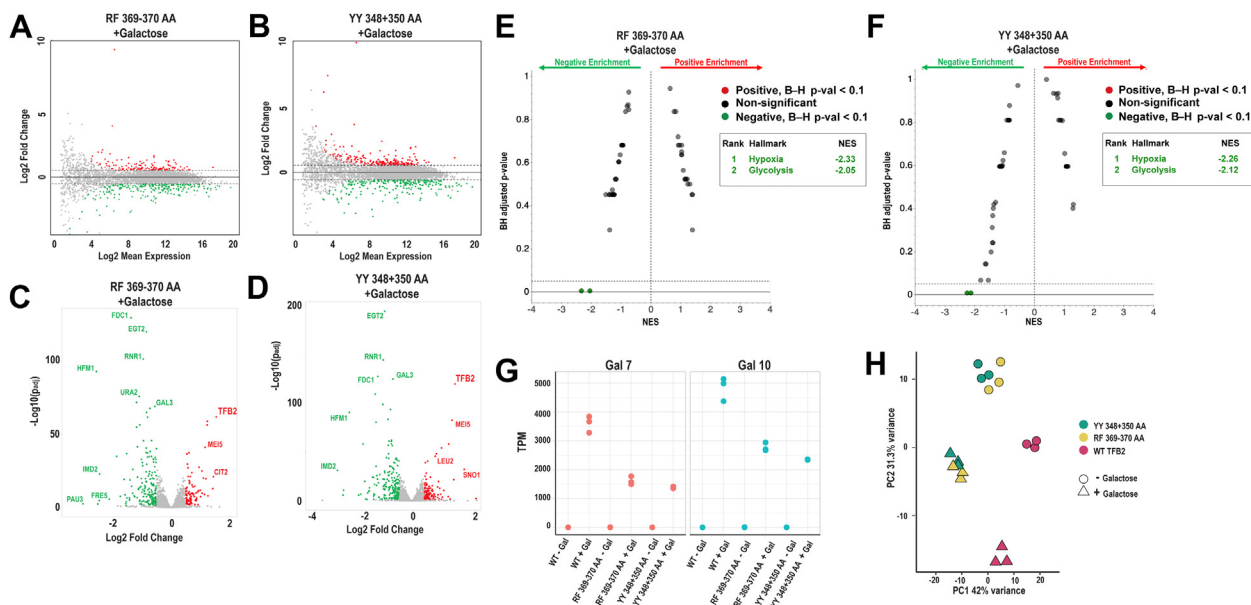 A
RF 369-370 AA
+Galactose
10
5
0
-5
0 4 8 12 16 20
Log2 Fold Change
Log2 Mean Expression
B
YY 348+350 AA
+Galactose
10
5
0
-5
0 4 8 12 16 20
Log2 Fold Change
Log2 Mean Expression
C
RF 369-370 AA
+Galactose
FDC1
EGT2
RNR1
HFM1
URA2
GAL3
TFB2
MEI5
IMD2
CIT2
PAU3
FRE5
100
50
0
-2 0 2
-Log10(padj)
Log2 Fold Change
D
YY 348+350 AA
+Galactose
200
150
100
50
0
EGT2
RNR1
FDC1
GAL3
TFB2
HFM1
MEI5
LEU2
IMD2
SNO1
-4 -2 0 2
-Log10(padj)
Log2 Fold Change
E
RF 369-370 AA
+Galactose
Negative Enrichment
Positive Enrichment
Positive, B–H p-val < 0.1
Non-significant
Negative, B–H p-val < 0.1
Rank Hallmark NES
1 Hypoxia -2.33
2 Glycolysis -2.05
1
0.8
0.6
0.4
0.2
0
-4 -3 -2 -1 0 1 2 3 4
BH adjusted p-value
NES
F
YY 348+350 AA
+Galactose
Negative Enrichment
Positive Enrichment
Positive, B–H p-val < 0.1
Non-significant
Negative, B–H p-val < 0.1
Rank Hallmark NES
1 Hypoxia -2.26
2 Glycolysis -2.12
1
0.8
0.6
0.4
0.2
0
-4 -3 -2 -1 0 1 2 3 4
BH adjusted p-value
NES
G
Gal 7
Gal 10
5000
4000
3000
2000
1000
0
TPM
WT - Gal
WT + Gal
RF 369-370 AA - Gal
RF 369-370 AA + Gal
YY 348+350 AA - Gal
YY 348+350 AA + Gal
WT - Gal
WT + Gal
RF 369-370 AA - Gal
RF 369-370 AA + Gal
YY 348+350 AA - Gal
YY 348+350 AA + Gal
H
10
0
-10
-20 -10 0 10 20
PC2 31.3% variance
PC1 42% variance
YY 348+350 AA
RF 369-370 AA
WT TFB2
- Galactose
+ Galactose